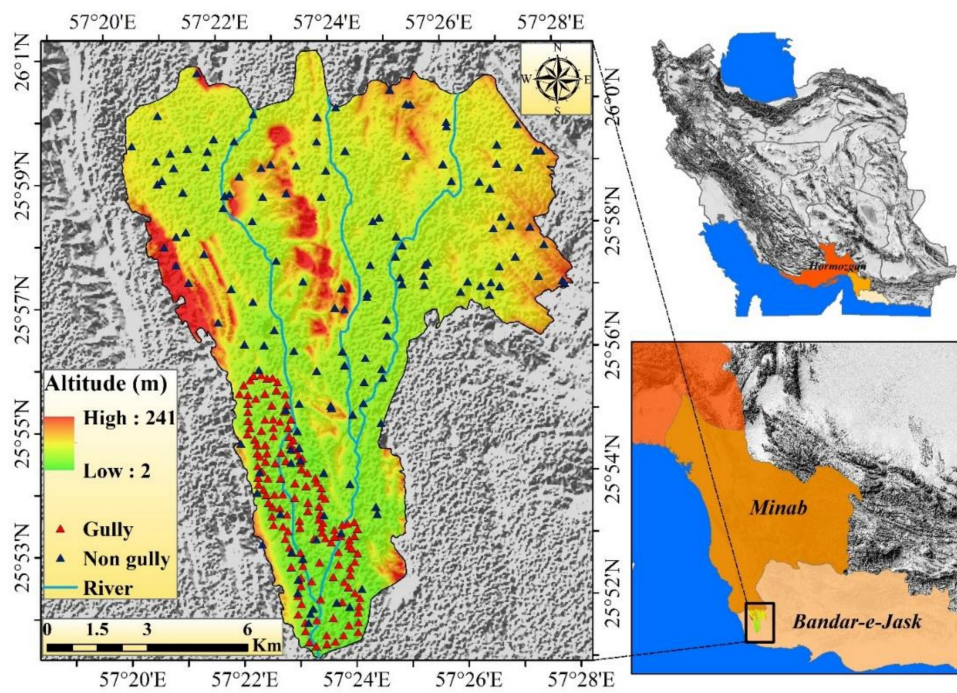 57°20'E 57°22'E 57°24'E 57°26'E 57°28'E
26°1'N
25°59'N
25°57'N
25°55'N
25°53'N
N
W E
S
26°0'N
25°58'N
25°56'N
25°54'N
25°52'N
Altitude (m)
High : 241
Low : 2
Gully
Non gully
River
0 1.5 3 6
Km
57°20'E 57°22'E 57°24'E 57°26'E 57°28'E
Hormozgan
Minab
Bandar-e-Jask